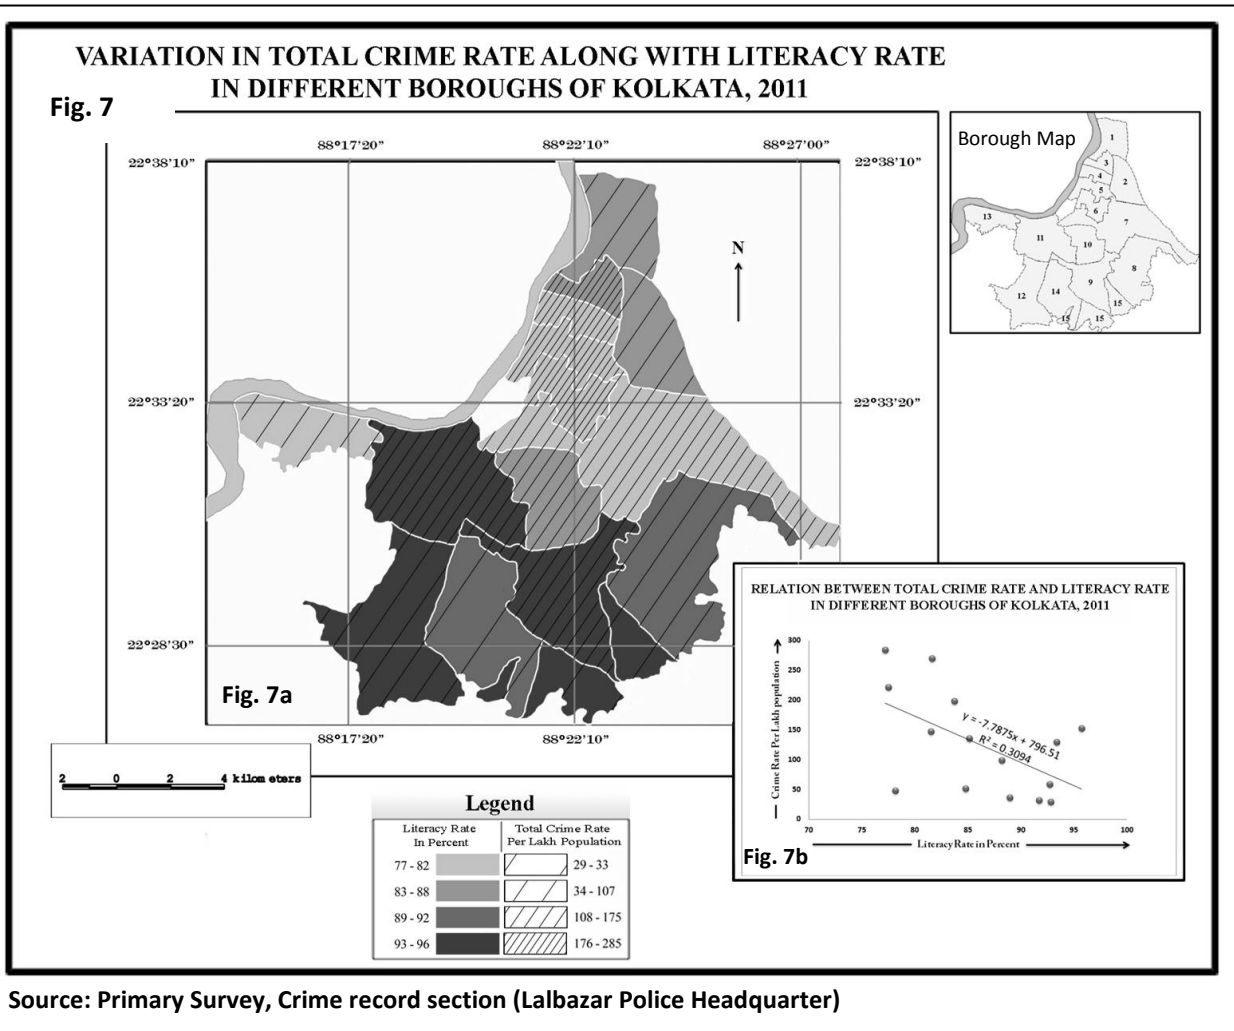 VARIATION IN TOTAL CRIME RATE ALONG WITH LITERACY RATE
IN DIFFERENT BOROUGHS OF KOLKATA, 2011
Fig. 7
88°17'20"
88°22'10"
88°27'00"
22°38'10"
22°38'10"
N
22°33'20"
22°33'20"
22°28'30"
Fig. 7a
88°17'20"
88°22'10"
Borough Map
1
3
4
2
5
6
13
7
11
10
8
9
14
12
15
15
15
2 0 2 4 kilometers
RELATION BETWEEN TOTAL CRIME RATE AND LITERACY RATE
IN DIFFERENT BOROUGHS OF KOLKATA, 2011
Crime Rate Per Lakh population
300
250
200
150
100
50
0
y = -7.7875x + 796.51
R² = 0.3094
70 75 80 85 90 95 100
Literacy Rate in Percent
Fig. 7b
Legend
Literacy Rate
In Percent
Total Crime Rate
Per Lakh Population
77 - 82 29 - 33
83 - 88 34 - 107
89 - 92 108 - 175
93 - 96 176 - 285
Source: Primary Survey, Crime record section (Lalbazar Police Headquarter)